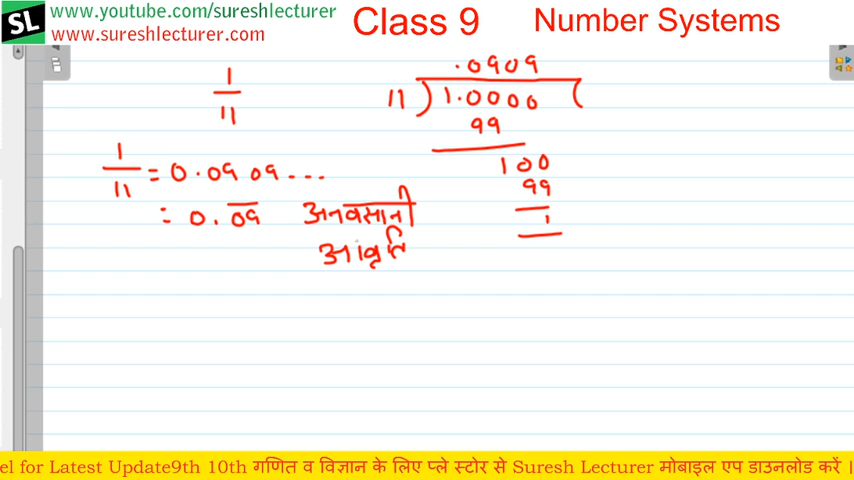 SL
www.youtube.com/sureshlecturer
www.sureshlecturer.com
Class 9
Number Systems
1
11
.0909
11 ) 1.0000 (
99
100
99
1
1
11
= 0.0909...
= 0.0̅9̅ अनवसानी
आवृति
el for Latest Update9th 10th गणित व विज्ञान के लिए प्ले स्टोर से Suresh Lecturer मोबाइल एप डाउनलोड करें ।